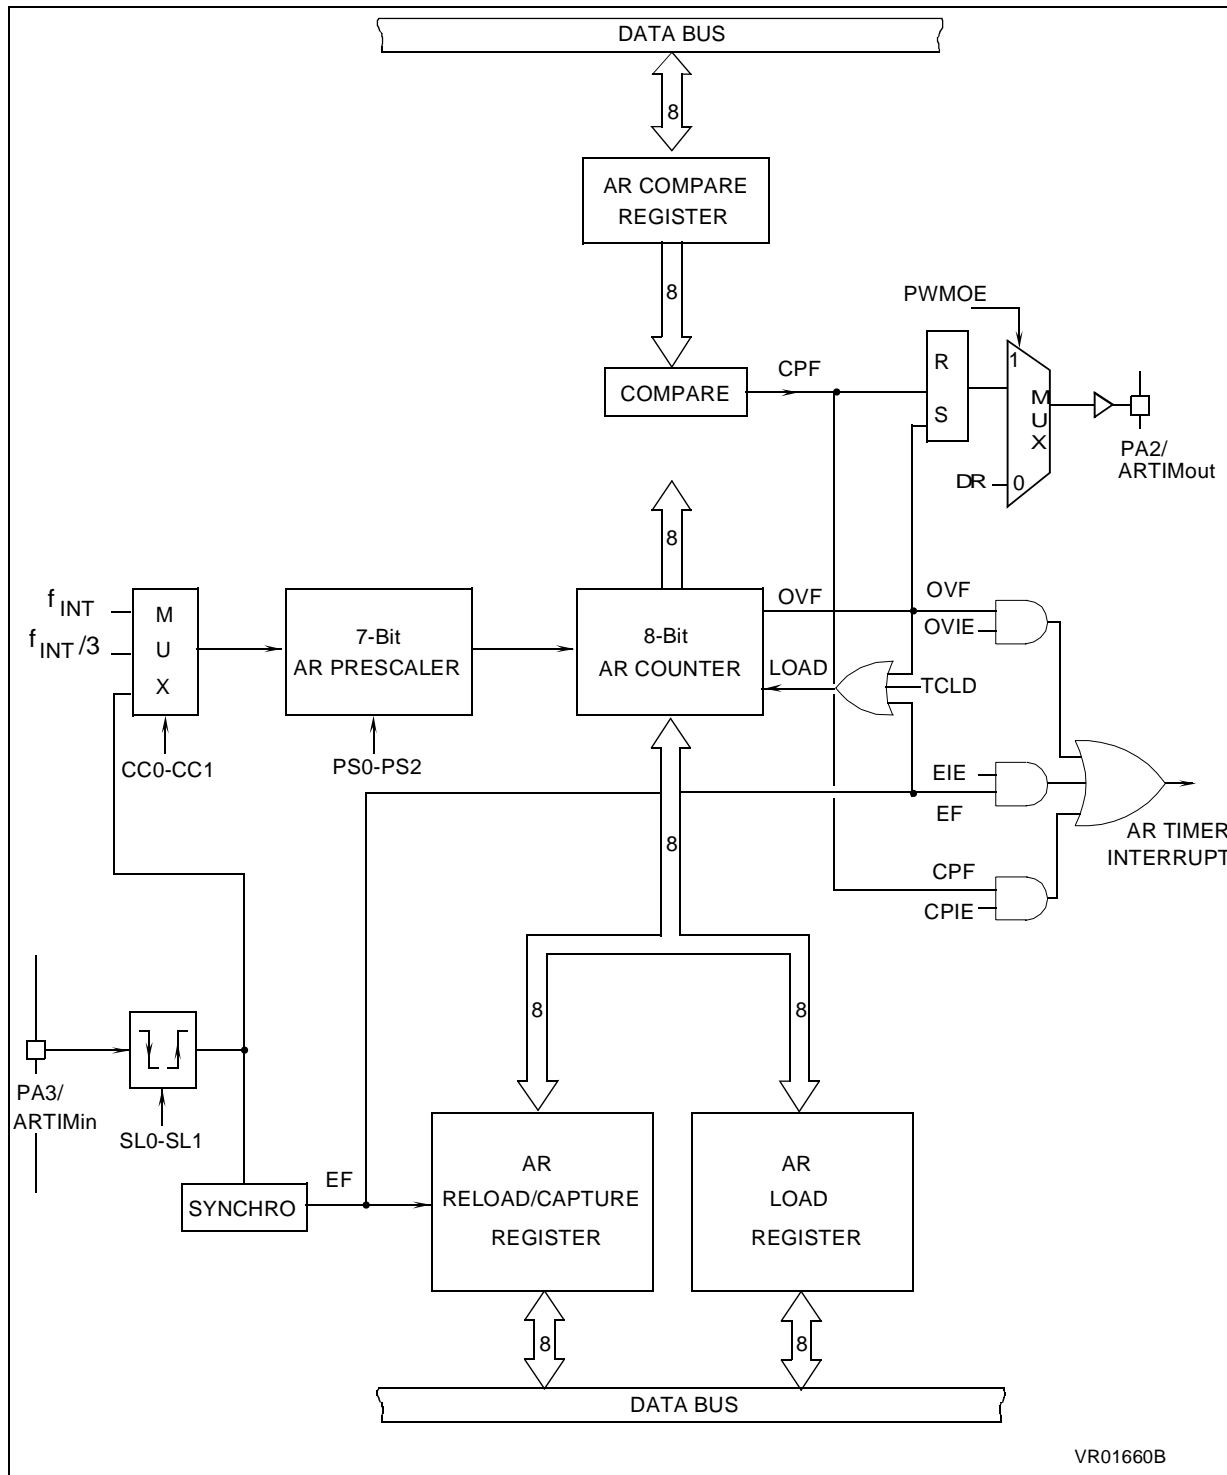 DATA BUS
8
AR COMPARE
REGISTER
8
PWMOE
CPF
COMPARE
R
S
1
M
U
X
DR
0
PA2/
ARTIMout
8
f INT
f INT /3
M
U
X
CC0-CC1
7-Bit
AR PRESCALER
PS0-PS2
8-Bit
AR COUNTER
OVF
LOAD
OVF
OVIE
TCLD
EIE
EF
AR TIMER
INTERRUPT
CPF
CPIE
8
8
8
PA3/
ARTIMin
SL0-SL1
SYNCHRO
EF
AR
RELOAD/CAPTURE
REGISTER
AR
LOAD
REGISTER
8
8
DATA BUS
VR01660B